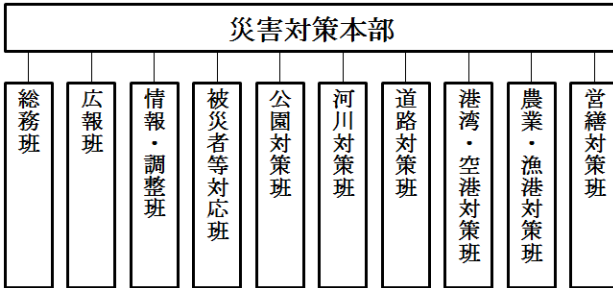 災害対策本部
総務班
広報班
情報・調整班
被災者等対応班
公園対策班
河川対策班
道路対策班
港湾・空港対策班
農業・漁港対策班
営繕対策班